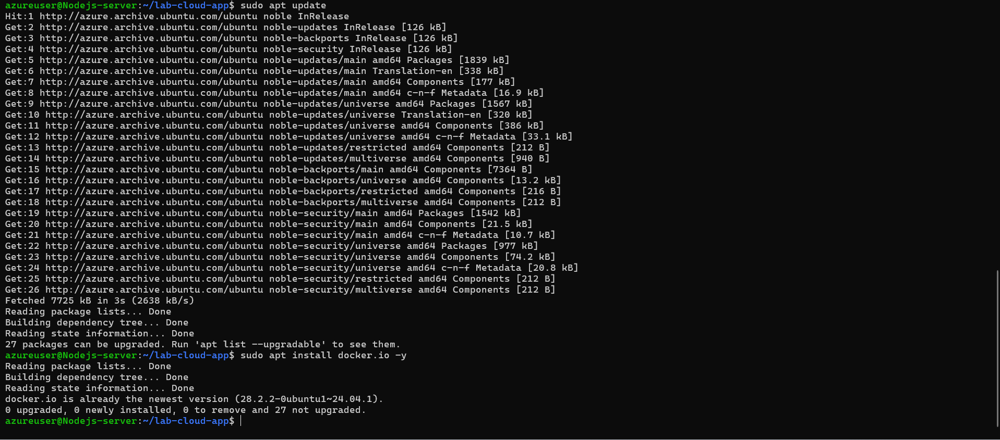 azureuser@Nodejs-server:~/lab-cloud-app$ sudo apt update
Hit:1 http://azure.archive.ubuntu.com/ubuntu noble InRelease
Get:2 http://azure.archive.ubuntu.com/ubuntu noble-updates InRelease [126 kB]
Get:3 http://azure.archive.ubuntu.com/ubuntu noble-backports InRelease [126 kB]
Get:4 http://azure.archive.ubuntu.com/ubuntu noble-security InRelease [126 kB]
Get:5 http://azure.archive.ubuntu.com/ubuntu noble-updates/main amd64 Packages [1839 kB]
Get:6 http://azure.archive.ubuntu.com/ubuntu noble-updates/main Translation-en [338 kB]
Get:7 http://azure.archive.ubuntu.com/ubuntu noble-updates/main amd64 Components [177 kB]
Get:8 http://azure.archive.ubuntu.com/ubuntu noble-updates/main amd64 c-n-f Metadata [16.9 kB]
Get:9 http://azure.archive.ubuntu.com/ubuntu noble-updates/universe amd64 Packages [1567 kB]
Get:10 http://azure.archive.ubuntu.com/ubuntu noble-updates/universe Translation-en [320 kB]
Get:11 http://azure.archive.ubuntu.com/ubuntu noble-updates/universe amd64 Components [386 kB]
Get:12 http://azure.archive.ubuntu.com/ubuntu noble-updates/universe amd64 c-n-f Metadata [33.1 kB]
Get:13 http://azure.archive.ubuntu.com/ubuntu noble-updates/restricted amd64 Components [212 B]
Get:14 http://azure.archive.ubuntu.com/ubuntu noble-updates/multiverse amd64 Components [940 B]
Get:15 http://azure.archive.ubuntu.com/ubuntu noble-backports/main amd64 Components [7364 B]
Get:16 http://azure.archive.ubuntu.com/ubuntu noble-backports/universe amd64 Components [13.2 kB]
Get:17 http://azure.archive.ubuntu.com/ubuntu noble-backports/restricted amd64 Components [216 B]
Get:18 http://azure.archive.ubuntu.com/ubuntu noble-backports/multiverse amd64 Components [212 B]
Get:19 http://azure.archive.ubuntu.com/ubuntu noble-security/main amd64 Packages [1542 kB]
Get:20 http://azure.archive.ubuntu.com/ubuntu noble-security/main amd64 Components [21.5 kB]
Get:21 http://azure.archive.ubuntu.com/ubuntu noble-security/main amd64 c-n-f Metadata [10.7 kB]
Get:22 http://azure.archive.ubuntu.com/ubuntu noble-security/universe amd64 Packages [977 kB]
Get:23 http://azure.archive.ubuntu.com/ubuntu noble-security/universe amd64 Components [74.2 kB]
Get:24 http://azure.archive.ubuntu.com/ubuntu noble-security/universe amd64 c-n-f Metadata [20.8 kB]
Get:25 http://azure.archive.ubuntu.com/ubuntu noble-security/restricted amd64 Components [212 B]
Get:26 http://azure.archive.ubuntu.com/ubuntu noble-security/multiverse amd64 Components [212 B]
Fetched 7725 kB in 3s (2638 kB/s)
Reading package lists... Done
Building dependency tree... Done
Reading state information... Done
27 packages can be upgraded. Run 'apt list --upgradable' to see them.
azureuser@Nodejs-server:~/lab-cloud-app$ sudo apt install docker.io -y
Reading package lists... Done
Building dependency tree... Done
Reading state information... Done
docker.io is already the newest version (28.2.2-0ubuntu1~24.04.1).
0 upgraded, 0 newly installed, 0 to remove and 27 not upgraded.
azureuser@Nodejs-server:~/lab-cloud-app$